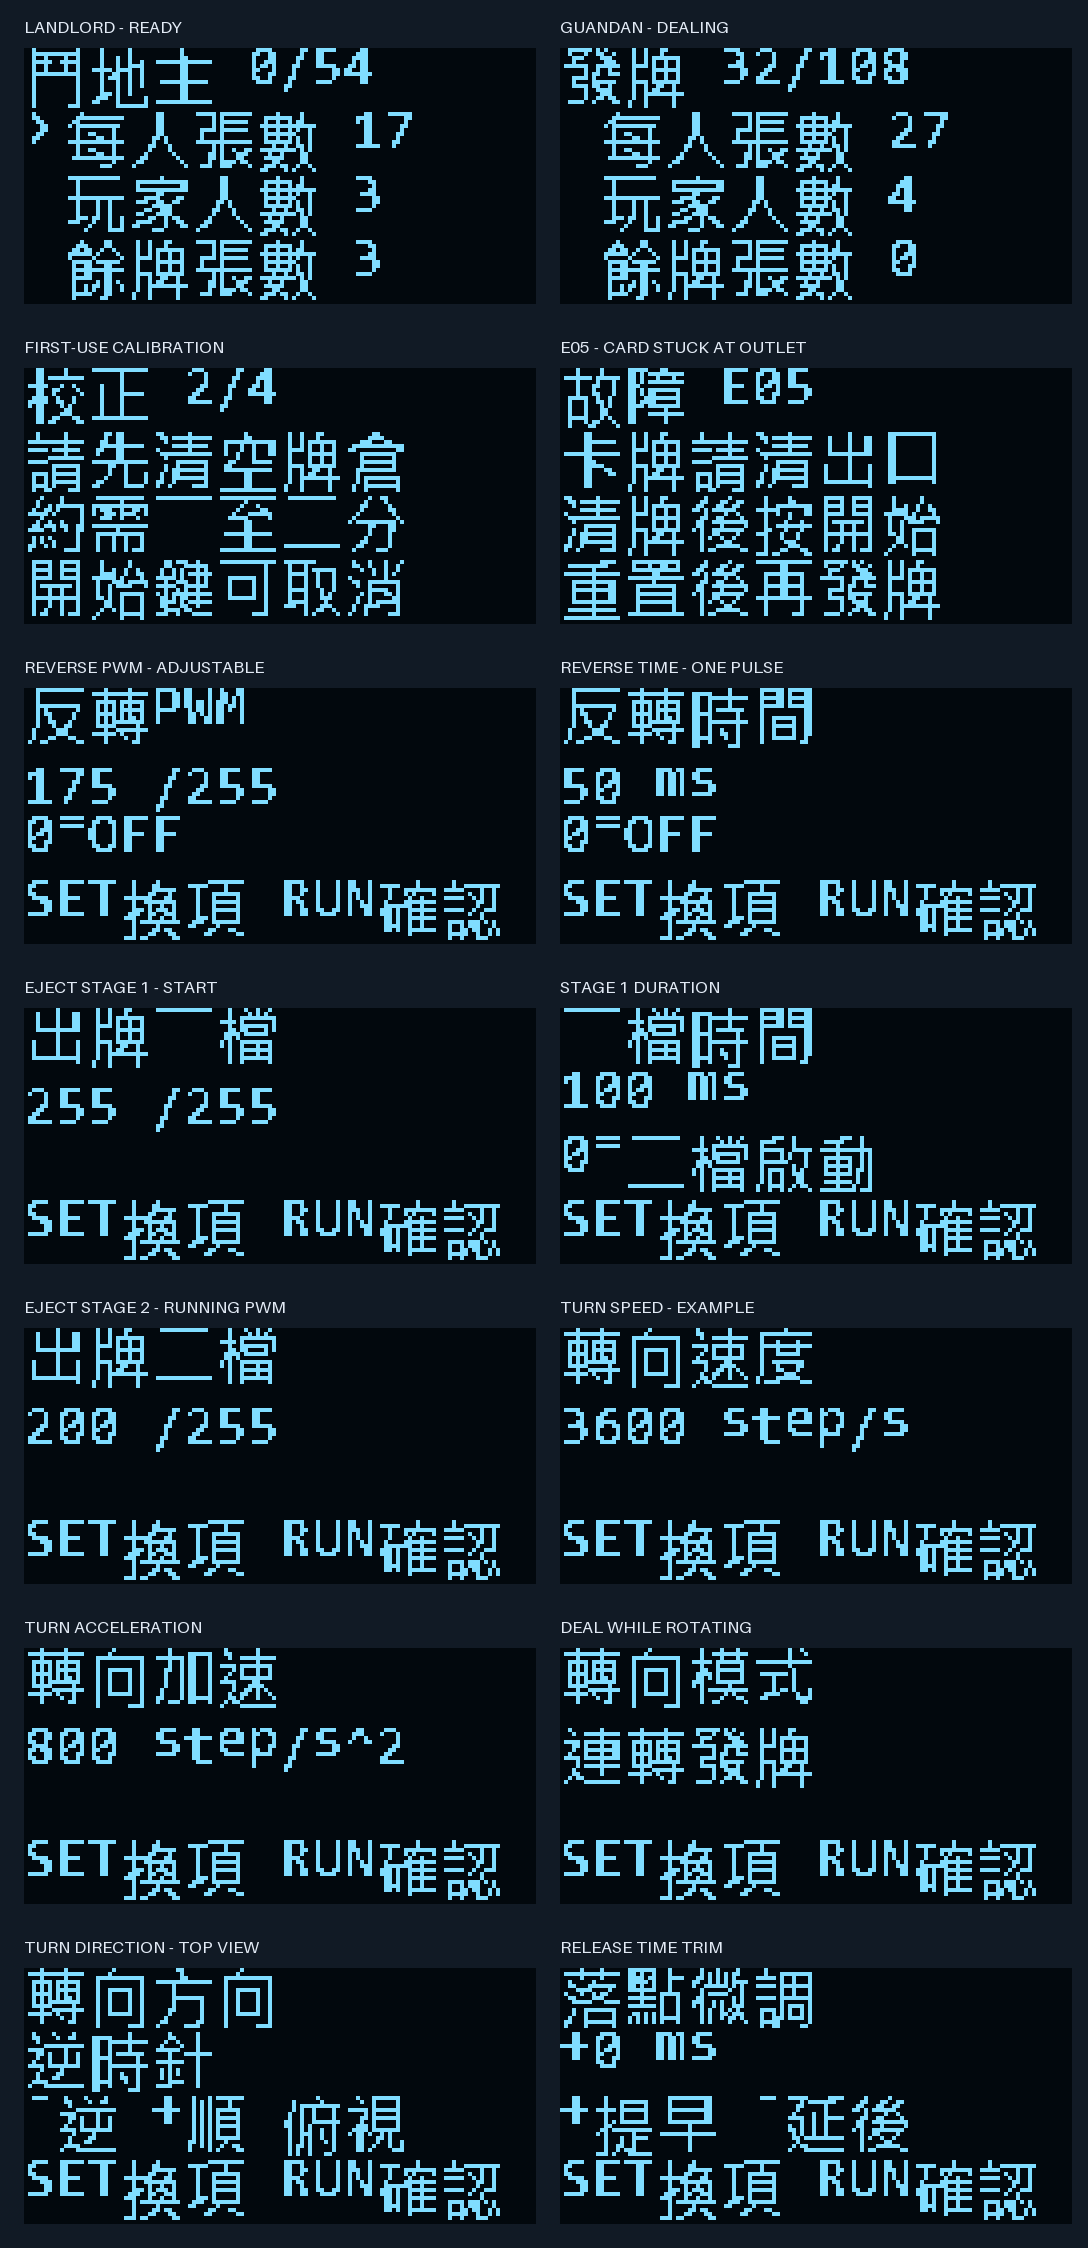 LANDLORD - READY
鬥地主 0/54
›每人張數 17
玩家人數 3
餘牌張數 3
GUANDAN - DEALING
發牌 32/108
每人張數 27
玩家人數 4
餘牌張數 0
FIRST-USE CALIBRATION
校正 2/4
請先清空牌倉
約需一至二分
開始鍵可取消
E05 - CARD STUCK AT OUTLET
故障 E05
卡牌請清出口
清牌後按開始
重置後再發牌
REVERSE PWM - ADJUSTABLE
反轉PWM
175 /255
0=OFF
SET換項 RUN確認
REVERSE TIME - ONE PULSE
反轉時間
50 ms
0=OFF
SET換項 RUN確認
EJECT STAGE 1 - START
出牌一檔
255 /255
SET換項 RUN確認
STAGE 1 DURATION
一檔時間
100 ms
0=二檔啟動
SET換項 RUN確認
EJECT STAGE 2 - RUNNING PWM
出牌二檔
200 /255
SET換項 RUN確認
TURN SPEED - EXAMPLE
轉向速度
3600 step/s
SET換項 RUN確認
TURN ACCELERATION
轉向加速
800 step/s^2
SET換項 RUN確認
DEAL WHILE ROTATING
轉向模式
連轉發牌
SET換項 RUN確認
TURN DIRECTION - TOP VIEW
轉向方向
逆時針
-逆 +順 俯視
SET換項 RUN確認
RELEASE TIME TRIM
落點微調
+0 ms
+提早 -延後
SET換項 RUN確認